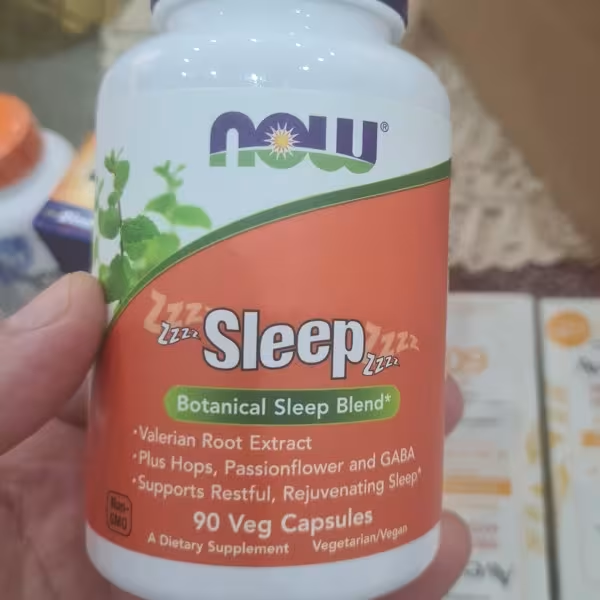 NOW®
Zzzz zzzz Sleep zzzz zzzz
Botanical Sleep Blend*
•Valerian Root Extract
•Plus Hops, Passionflower and GABA
•Supports Restful, Rejuvenating Sleep*
Non-
GMO
90 Veg Capsules
A Dietary Supplement Vegetarian/Vegan